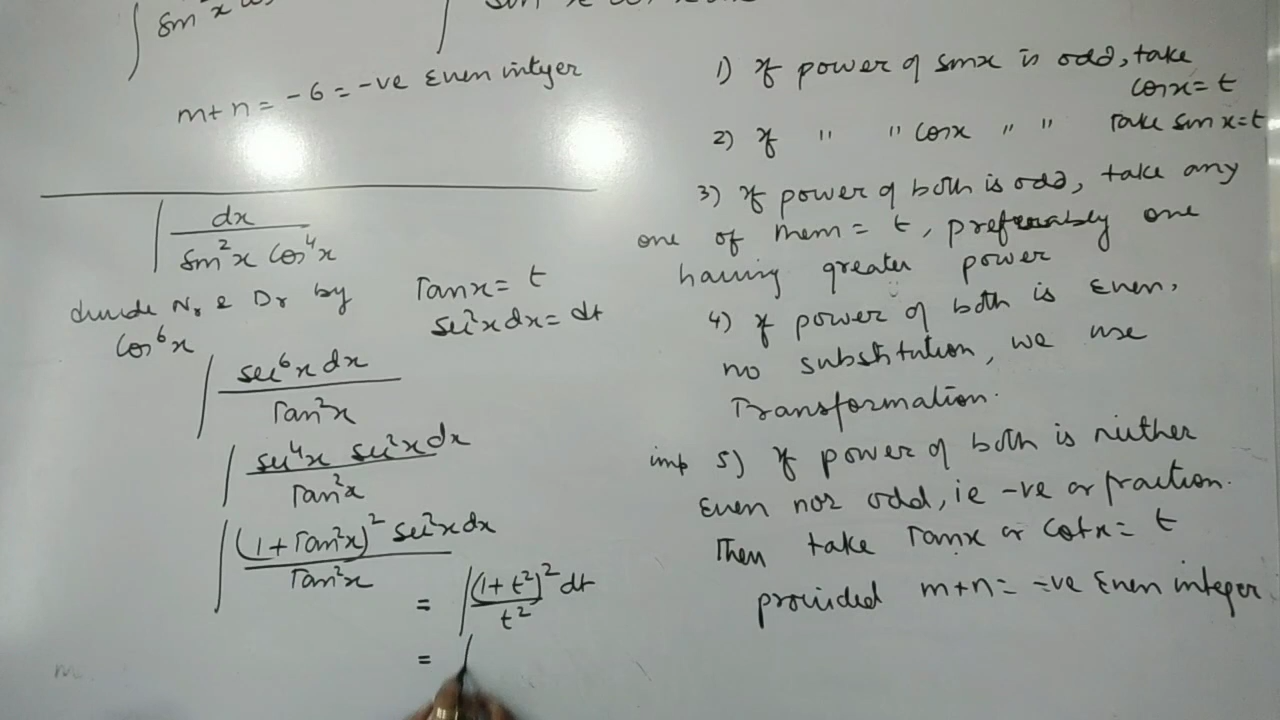 m+n = -6 = -ve Even integer
∫ dx / sin²x cos⁴x
divide Nr & Dr by
cos⁶x
Tanx = t
sec²x dx = dt
∫ sec⁶x dx / Tan²x
∫ sec⁴x sec²x dx / Tan²x
∫ (1+Tan²x)² sec²x dx / Tan²x
= ∫ (1+t²)² dt / t²
= ∫
1) If power of sinx is odd, take
cosx = t
2) If " " cosx " " Take sin x = t
3) If power of both is odd, take any
one of them = t, preferably one
having greater power
4) If power of both is Even,
no substitution, we use
Transformation.
imp 5) If power of both is niether
Even nor odd, ie -ve or fraction.
Then take Tanx or Cotx = t
provided m+n = -ve Even integer